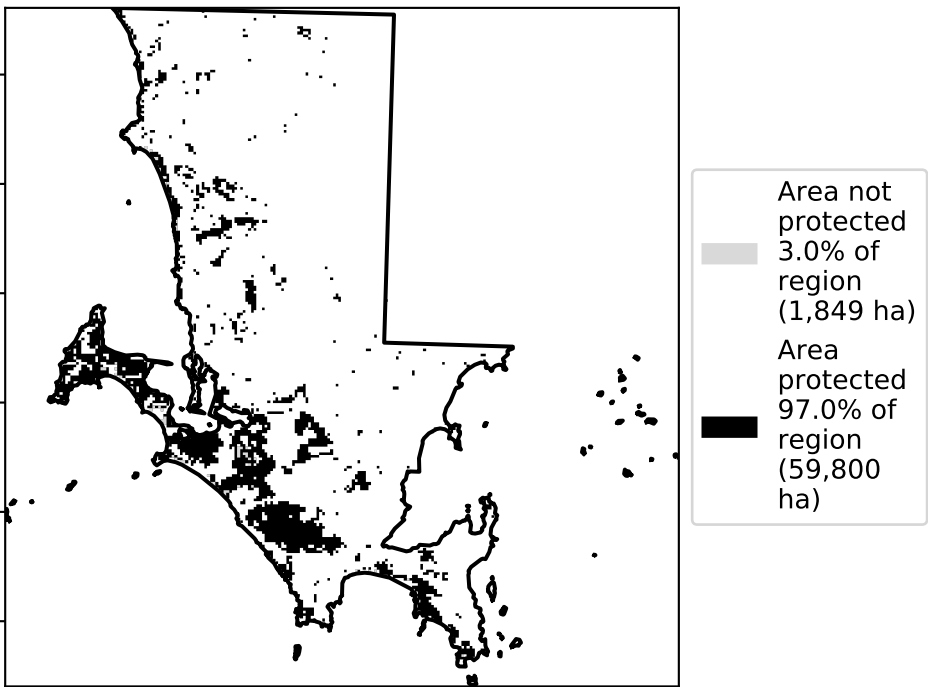 Area not
protected
3.0% of
region
(1,849 ha)
Area
protected
97.0% of
region
(59,800
ha)